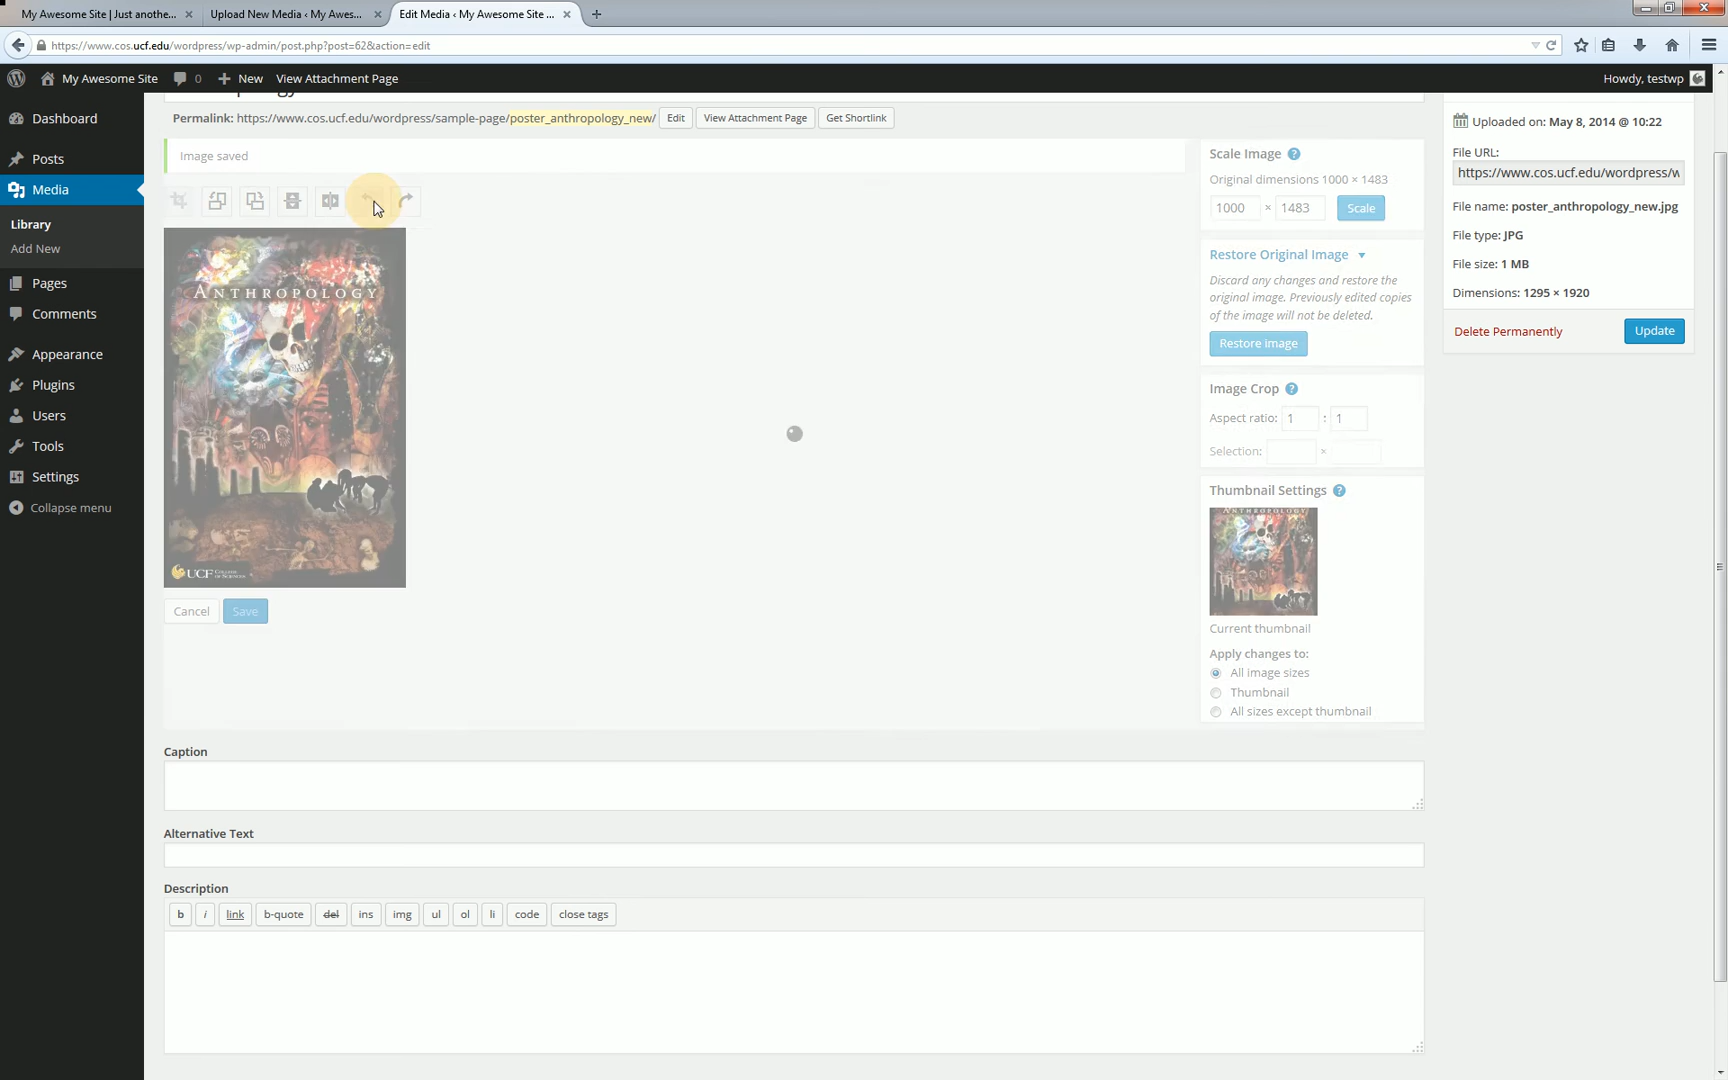 My Awesome Site | Just anothe...
Upload New Media ‹ My Awes...
Edit Media ‹ My Awesome Site ...
https://www.cos.ucf.edu/wordpress/wp-admin/post.php?post=62&action=edit
My Awesome Site
0
New
View Attachment Page
Howdy, testwp
Dashboard
Posts
Media
Library
Add New
Pages
Comments
Appearance
Plugins
Users
Tools
Settings
Collapse menu
Permalink: https://www.cos.ucf.edu/wordpress/sample-page/poster_anthropology_new/
Edit
View Attachment Page
Get Shortlink
Image saved
ANTHROPOLOGY
UCF COLLEGE OF SCIENCES
Cancel
Save
Scale Image ?
Original dimensions 1000 × 1483
1000 × 1483 Scale
Restore Original Image
Discard any changes and restore the
original image. Previously edited copies
of the image will not be deleted.
Restore image
Image Crop ?
Aspect ratio: 1 : 1
Selection: ×
Thumbnail Settings ?
ANTHROPOLOGY
Current thumbnail
Apply changes to:
All image sizes
Thumbnail
All sizes except thumbnail
Uploaded on: May 8, 2014 @ 10:22
File URL:
https://www.cos.ucf.edu/wordpress/w
File name: poster_anthropology_new.jpg
File type: JPG
File size: 1 MB
Dimensions: 1295 × 1920
Delete Permanently
Update
Caption
Alternative Text
Description
b
i
link
b-quote
del
ins
img
ul
ol
li
code
close tags